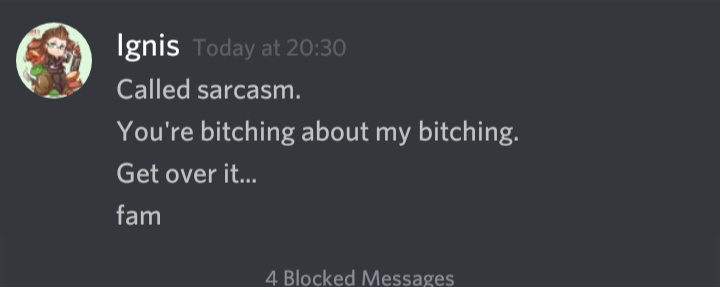 Ignis Today at 20:30
Called sarcasm.
You're bitching about my bitching.
Get over it...
fam
4 Blocked Messages